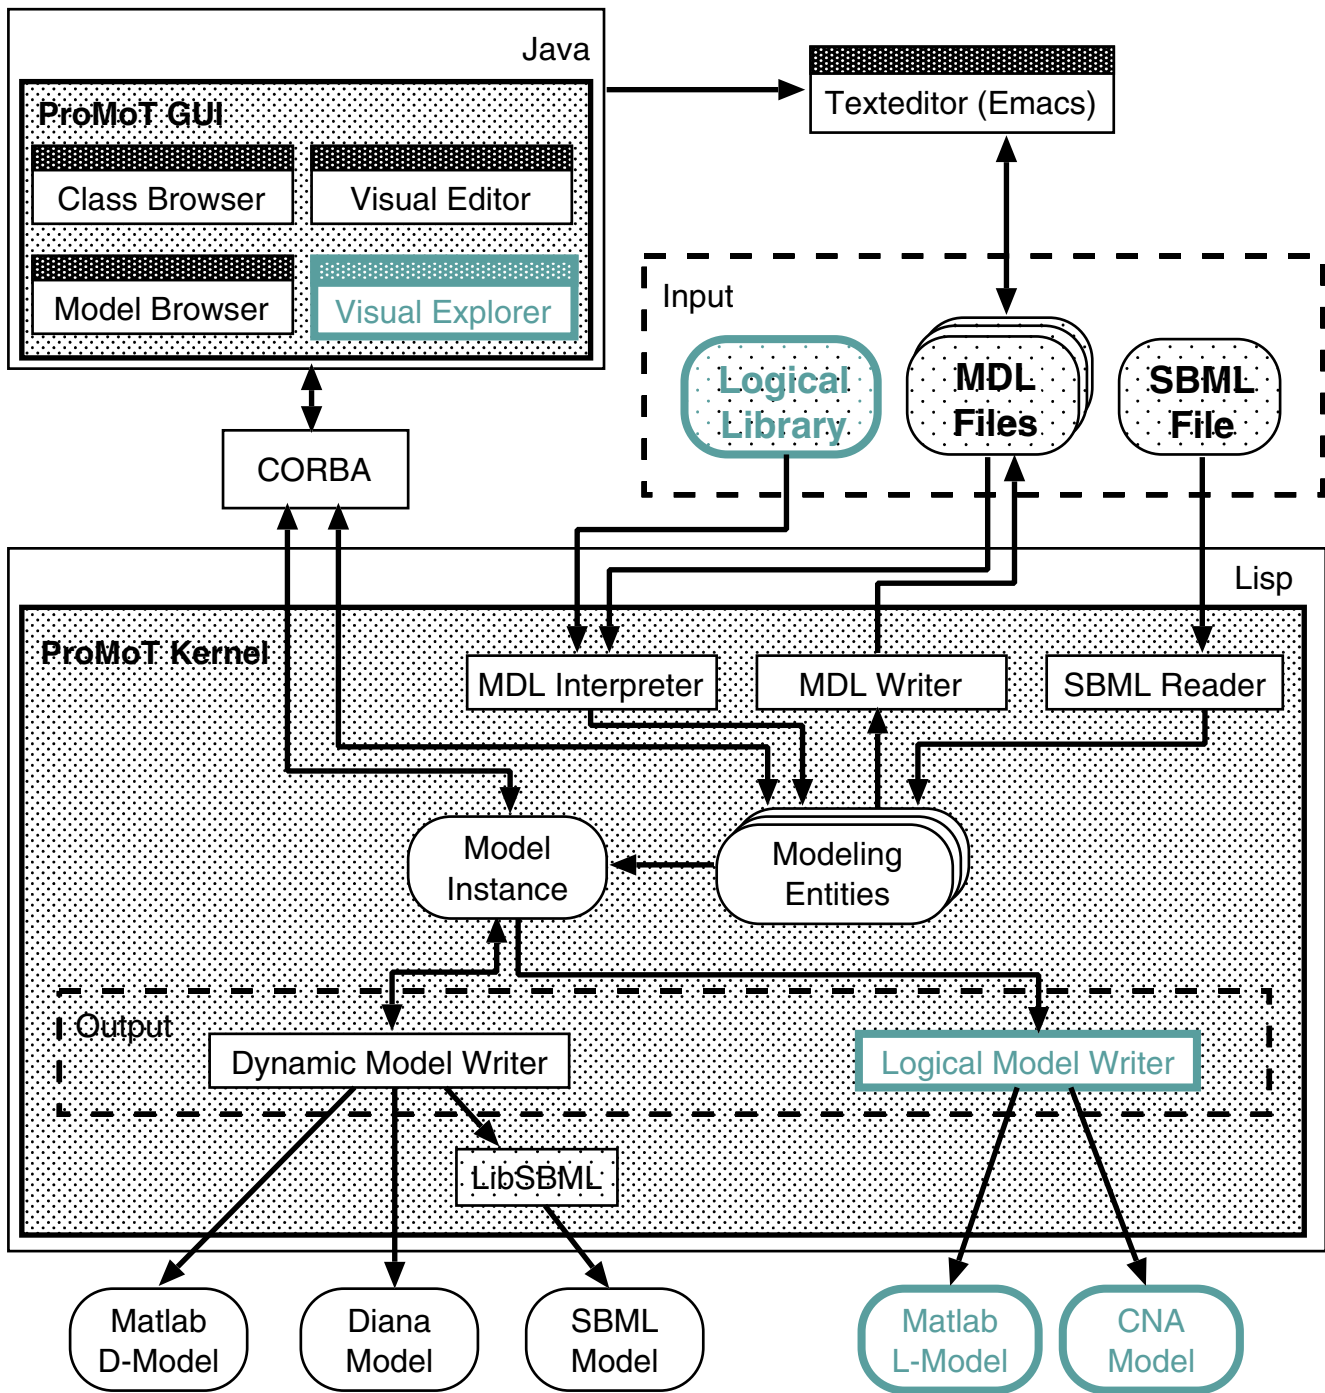 Java
ProMoT GUI
Class Browser
Visual Editor
Model Browser
Visual Explorer
Texteditor (Emacs)
Input
Logical
Library
MDL
Files
SBML
File
CORBA
Lisp
ProMoT Kernel
MDL Interpreter
MDL Writer
SBML Reader
Model
Instance
Modeling
Entities
Output
Dynamic Model Writer
Logical Model Writer
LibSBML
Matlab
D-Model
Diana
Model
SBML
Model
Matlab
L-Model
CNA
Model